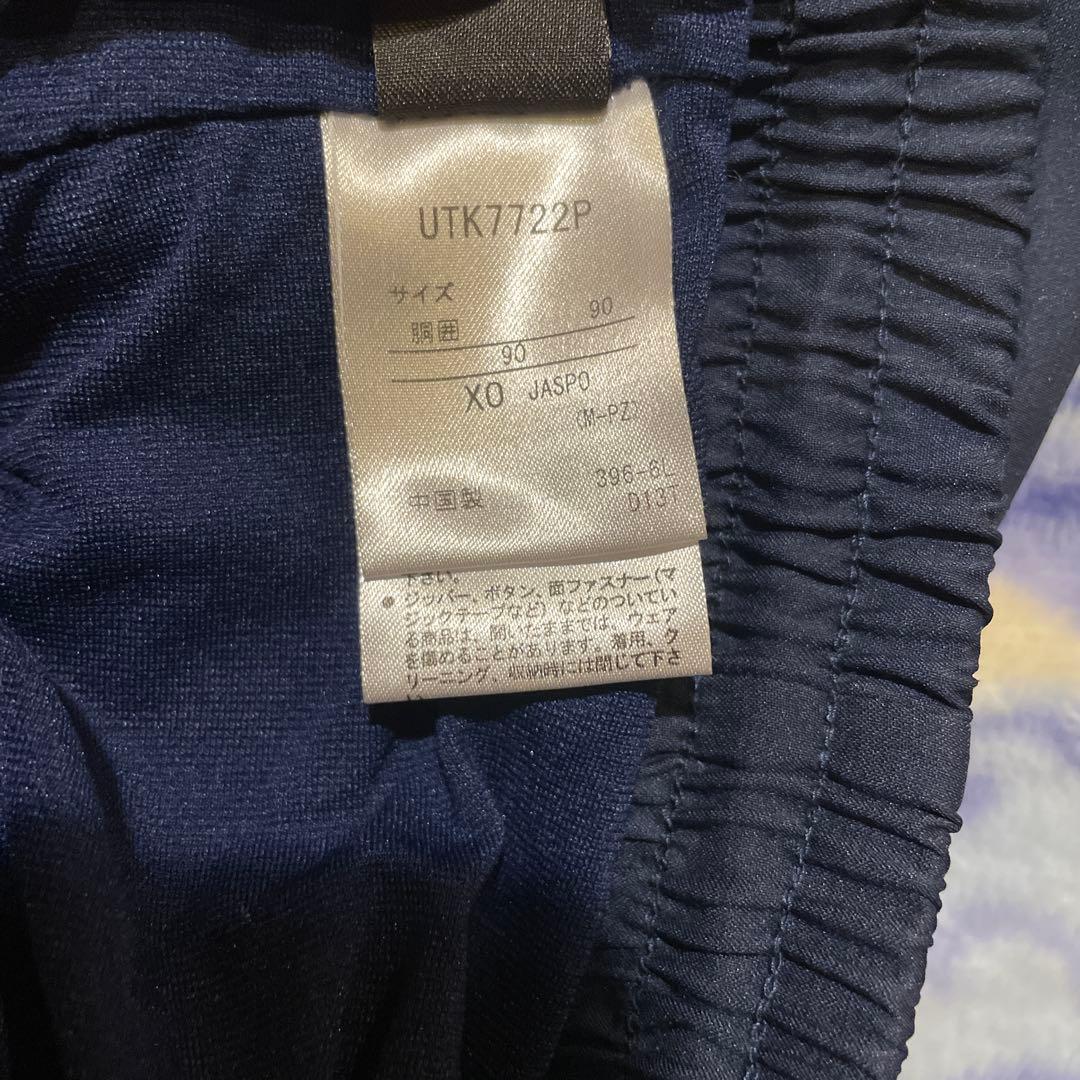 UTK7722P
サイズ
胴囲 90
90
XO JASPO
(M-PZ)
396-6L
中国製 D13T
下さい。
● ジッパー、ボタン、面ファスナー(マ
ジックテープなど)などのついてい
る商品は、開いたままでは、ウェア
を傷めることがあります。着用、ク
リーニング、収納時には閉じて下さ
い。